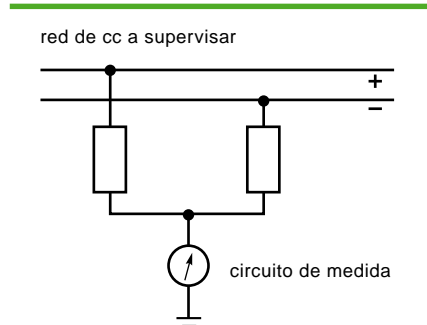 red de cc a supervisar
+
−
circuito de medida